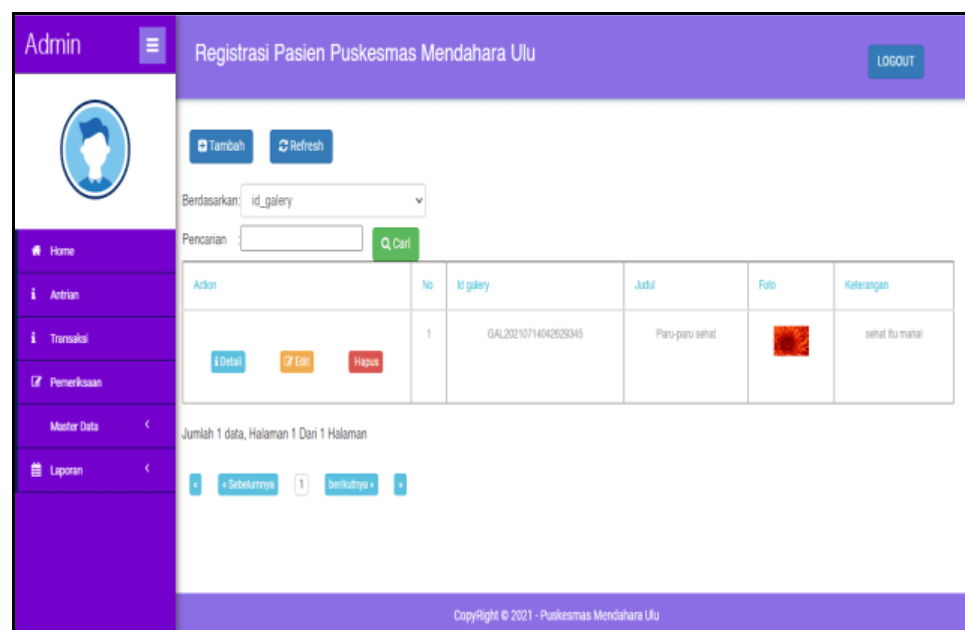 Admin
Registrasi Pasien Puskesmas Mendahara Ulu
LOGOUT
Tambah Refresh
Berdasarkan: id_galery
Pencarian : Cari
Home
Antrian
Transaksi
Pemeriksaan
Master Data
Laporan
Action No Id galery Judul Foto Keterangan
Detail Edit Hapus 1 GAL20210714042629345 Paru-paru sehat sehat itu mahal
Jumlah 1 data, Halaman 1 Dari 1 Halaman
« « Sebelumnya 1 berikutnya » »
CopyRight © 2021 - Puskesmas Mendahara Ulu